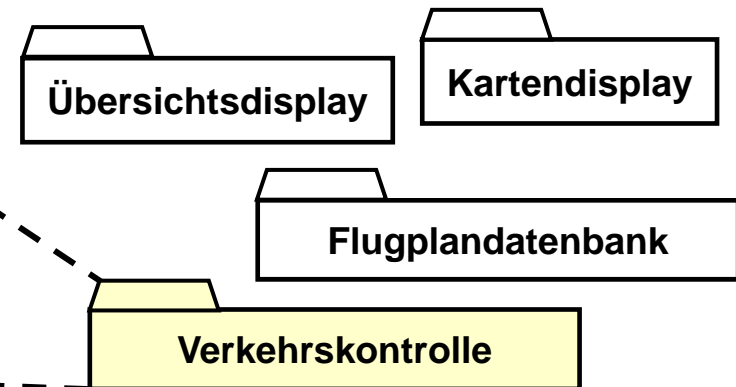 Übersichtsdisplay
Kartendisplay
Flugplandatenbank
Verkehrskontrolle